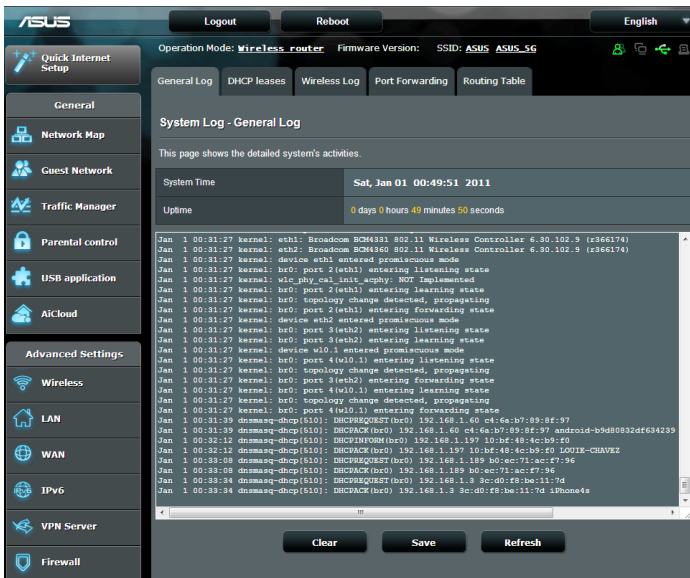 ASUS
Logout
Reboot
English
Quick Internet Setup
Operation Mode: Wireless router Firmware Version: SSID: ASUS ASUS_5G
General Log
DHCP leases
Wireless Log
Port Forwarding
Routing Table
General
Network Map
Guest Network
Traffic Manager
Parental control
USB application
AiCloud
Advanced Settings
Wireless
LAN
WAN
IPv6
VPN Server
Firewall
System Log - General Log
This page shows the detailed system's activities.
System Time
Sat, Jan 01 00:49:51 2011
Uptime
0 days 0 hours 49 minutes 50 seconds
Jan 1 00:31:27 kernel: eth1: Broadcom BCM4331 802.11 Wireless Controller 6.30.102.9 (r366174)
Jan 1 00:31:27 kernel: eth2: Broadcom BCM4360 802.11 Wireless Controller 6.30.102.9 (r366174)
Jan 1 00:31:27 kernel: device eth1 entered promiscuous mode
Jan 1 00:31:27 kernel: br0: port 2(eth1) entering listening state
Jan 1 00:31:27 kernel: wlc_phy_cal_init_acphy: NOT Implemented
Jan 1 00:31:27 kernel: br0: port 2(eth1) entering learning state
Jan 1 00:31:27 kernel: br0: topology change detected, propagating
Jan 1 00:31:27 kernel: br0: port 2(eth1) entering forwarding state
Jan 1 00:31:27 kernel: device eth2 entered promiscuous mode
Jan 1 00:31:27 kernel: br0: port 3(eth2) entering listening state
Jan 1 00:31:27 kernel: br0: port 3(eth2) entering learning state
Jan 1 00:31:27 kernel: device wl0.1 entered promiscuous mode
Jan 1 00:31:27 kernel: br0: port 4(wl0.1) entering listening state
Jan 1 00:31:27 kernel: br0: topology change detected, propagating
Jan 1 00:31:27 kernel: br0: port 3(eth2) entering forwarding state
Jan 1 00:31:27 kernel: br0: port 4(wl0.1) entering learning state
Jan 1 00:31:27 kernel: br0: topology change detected, propagating
Jan 1 00:31:27 kernel: br0: port 4(wl0.1) entering forwarding state
Jan 1 00:31:39 dnsmasq-dhcp[510]: DHCPREQUEST(br0) 192.168.1.60 c4:6a:b7:89:8f:97
Jan 1 00:31:39 dnsmasq-dhcp[510]: DHCPACK(br0) 192.168.1.60 c4:6a:b7:89:8f:97 android-b9d80832df634239
Jan 1 00:32:12 dnsmasq-dhcp[510]: DHCPINFORM(br0) 192.168.1.197 10:bf:48:4c:b9:f0
Jan 1 00:32:12 dnsmasq-dhcp[510]: DHCPACK(br0) 192.168.1.197 10:bf:48:4c:b9:f0 LOUIE-CHAVEZ
Jan 1 00:33:08 dnsmasq-dhcp[510]: DHCPREQUEST(br0) 192.168.1.189 b0:ec:71:ac:f7:96
Jan 1 00:33:08 dnsmasq-dhcp[510]: DHCPACK(br0) 192.168.1.189 b0:ec:71:ac:f7:96
Jan 1 00:33:34 dnsmasq-dhcp[510]: DHCPREQUEST(br0) 192.168.1.3 3c:d0:f8:be:11:7d
Jan 1 00:33:34 dnsmasq-dhcp[510]: DHCPACK(br0) 192.168.1.3 3c:d0:f8:be:11:7d iPhone4s
Clear
Save
Refresh